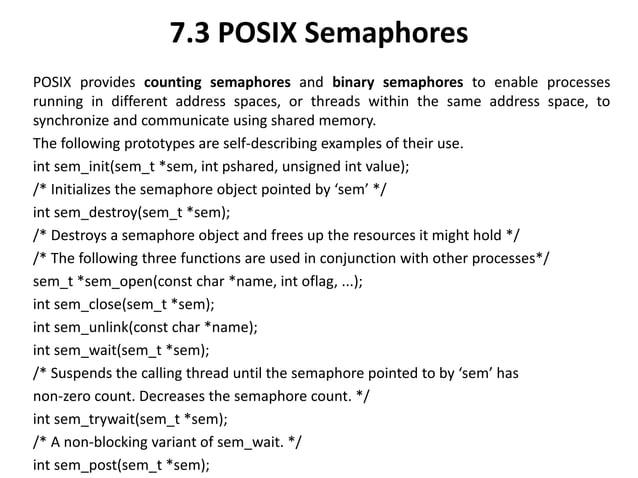 7.3 POSIX Semaphores
POSIX provides counting semaphores and binary semaphores to enable processes
running in different address spaces, or threads within the same address space, to
synchronize and communicate using shared memory.
The following prototypes are self-describing examples of their use.
int sem_init(sem_t *sem, int pshared, unsigned int value);
/* Initializes the semaphore object pointed by ‘sem’ */
int sem_destroy(sem_t *sem);
/* Destroys a semaphore object and frees up the resources it might hold */
/* The following three functions are used in conjunction with other processes*/
sem_t *sem_open(const char *name, int oflag, ...);
int sem_close(sem_t *sem);
int sem_unlink(const char *name);
int sem_wait(sem_t *sem);
/* Suspends the calling thread until the semaphore pointed to by ‘sem’ has
non-zero count. Decreases the semaphore count. */
int sem_trywait(sem_t *sem);
/* A non-blocking variant of sem_wait. */
int sem_post(sem_t *sem);